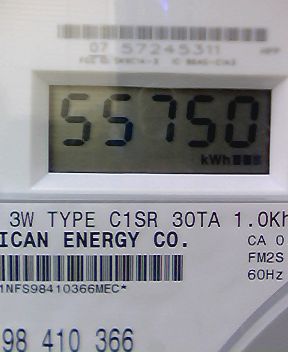 07 57245311
55750
kWh
3W TYPE C1SR 30TA 1.0Kh
ICAN ENERGY CO. CA 0
FM2S
1NFS98410366MEC* 60Hz
98 410 366